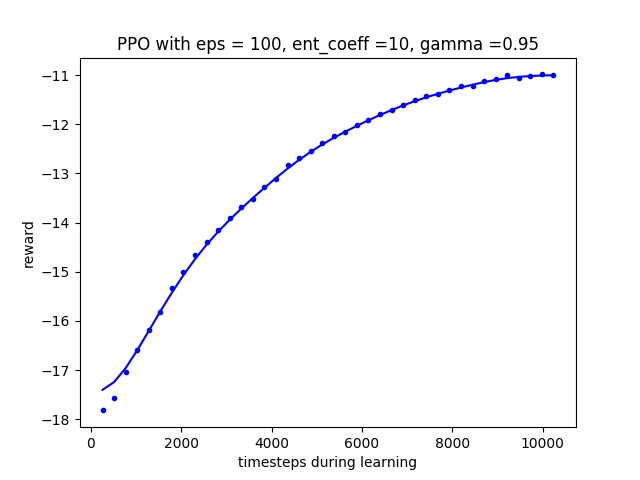 PPO with eps = 100, ent_coeff =10, gamma =0.95
−11
−12
−13
−14
−15
−16
−17
−18
reward
0 2000 4000 6000 8000 10000
timesteps during learning